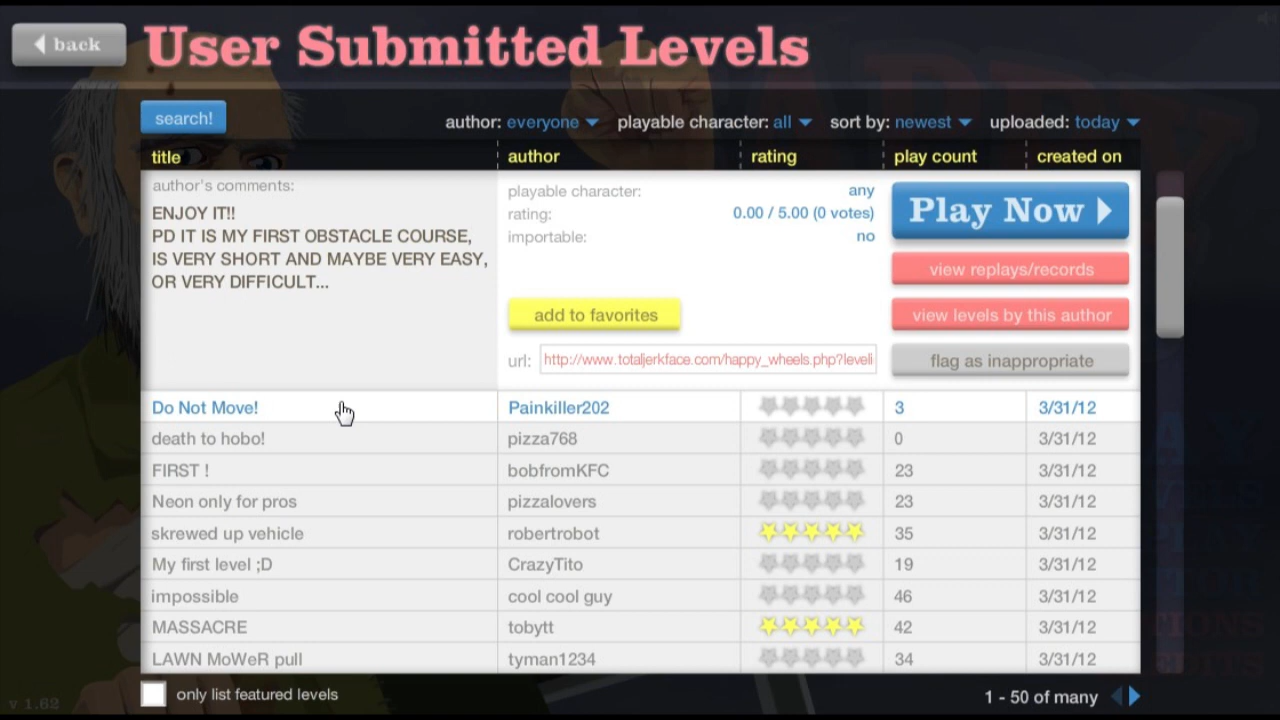 back
User Submitted Levels
search!
author: everyone playable character: all sort by: newest uploaded: today
title author rating play count created on
author's comments:
ENJOY IT!!
PD IT IS MY FIRST OBSTACLE COURSE,
IS VERY SHORT AND MAYBE VERY EASY,
OR VERY DIFFICULT...
playable character: any
rating: 0.00 / 5.00 (0 votes)
importable: no
add to favorites
url: http://www.totaljerkface.com/happy_wheels.php?leveli
Play Now
view replays/records
view levels by this author
flag as inappropriate
Do Not Move! Painkiller202 3 3/31/12
death to hobo! pizza768 0 3/31/12
FIRST ! bobfromKFC 23 3/31/12
Neon only for pros pizzalovers 23 3/31/12
skrewed up vehicle robertrobot 35 3/31/12
My first level ;D CrazyTito 19 3/31/12
impossible cool cool guy 46 3/31/12
MASSACRE tobytt 42 3/31/12
LAWN MoWeR pull tyman1234 34 3/31/12
only list featured levels
1 - 50 of many
v 1.62